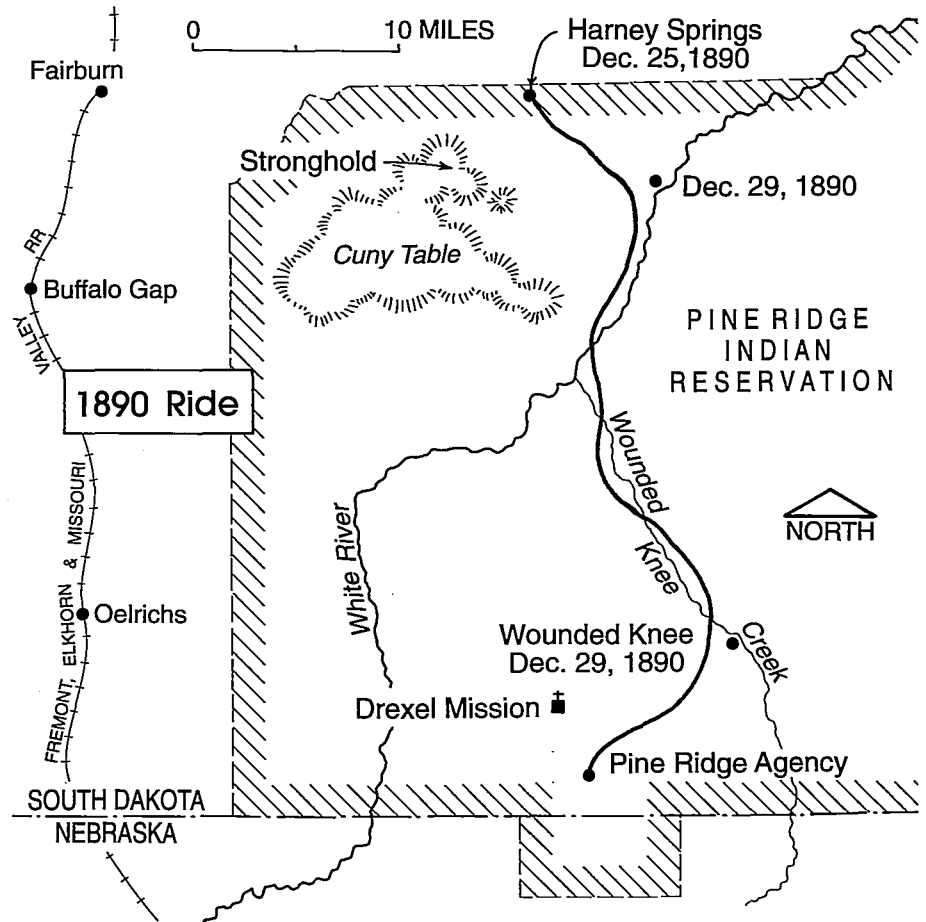 0
10 MILES
Harney Springs
Dec. 25,1890
Fairburn
Stronghold
Dec. 29, 1890
Cuny Table
RR
Buffalo Gap
VALLEY
PINE RIDGE
INDIAN
RESERVATION
1890 Ride
Wounded
Knee
Creek
NORTH
White River
FREMONT, ELKHORN & MISSOURI
Oelrichs
Wounded Knee
Dec. 29, 1890
Drexel Mission
Pine Ridge Agency
SOUTH DAKOTA
NEBRASKA